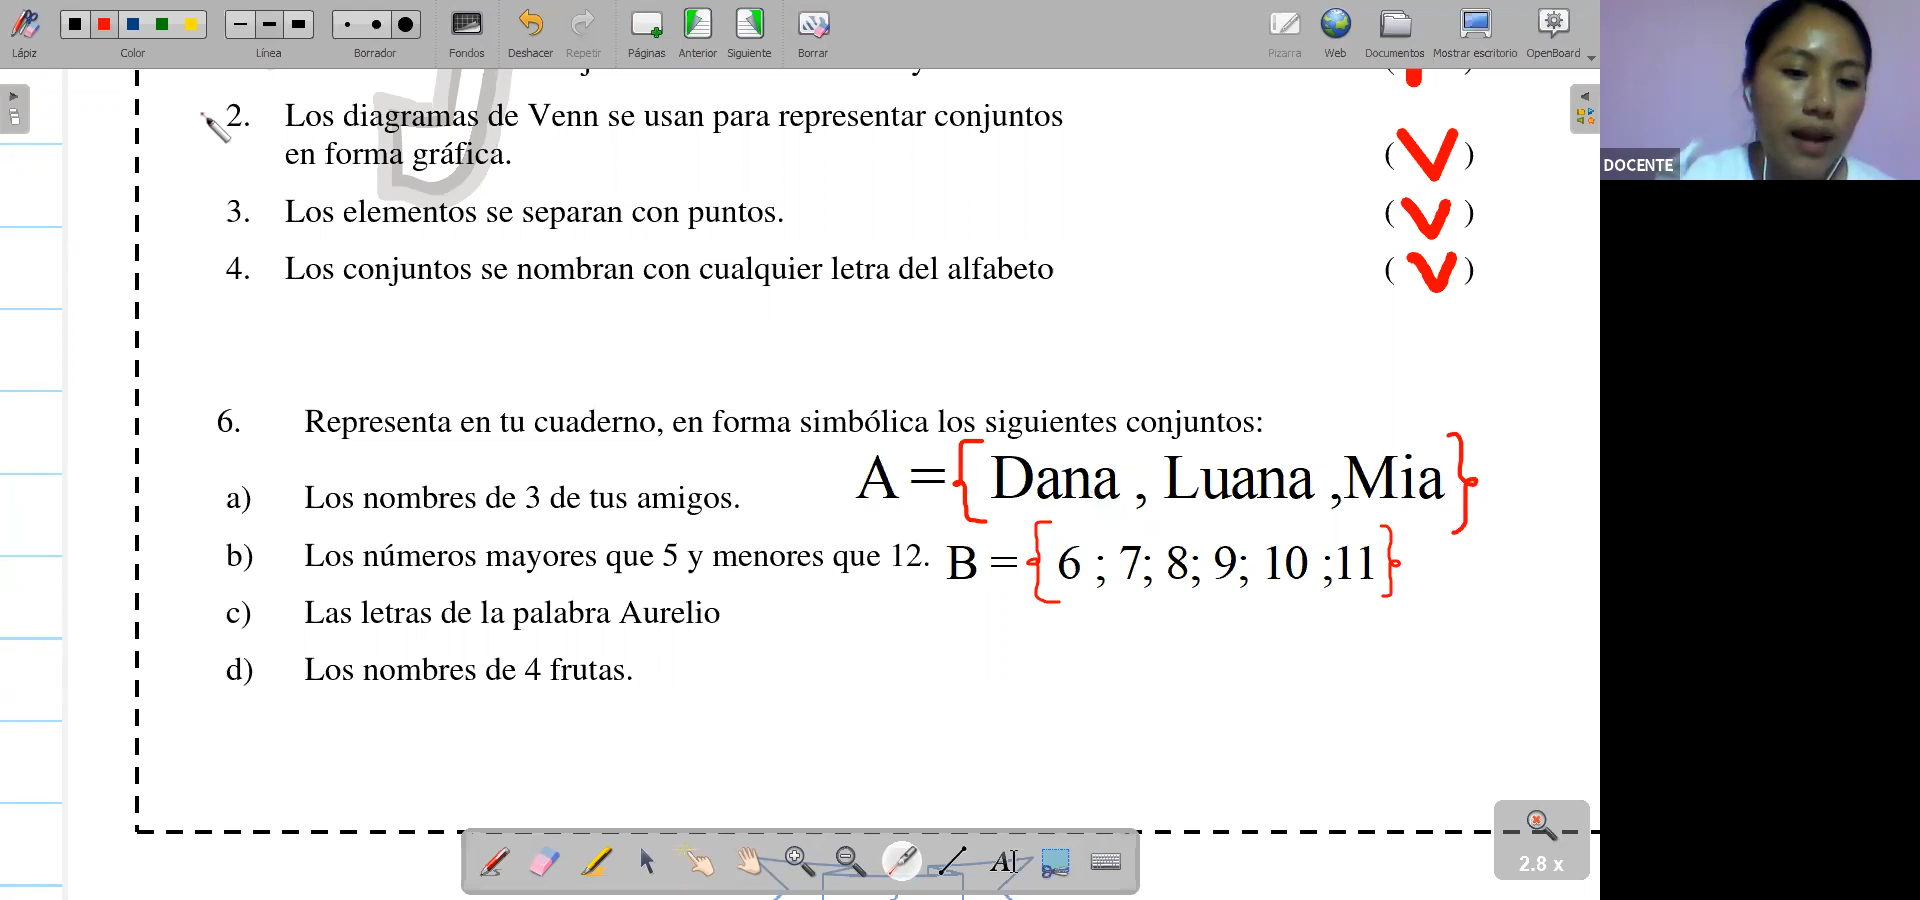 Lápiz Color Línea Borrador Fondos Deshacer Repetir Páginas Anterior Siguiente Borrar Pizarra Web Documentos Mostrar escritorio OpenBoard
DOCENTE
2. Los diagramas de Venn se usan para representar conjuntos
en forma gráfica. ( V )
3. Los elementos se separan con puntos. ( V )
4. Los conjuntos se nombran con cualquier letra del alfabeto ( V )
6. Representa en tu cuaderno, en forma simbólica los siguientes conjuntos:
A = { Dana , Luana ,Mia }
a) Los nombres de 3 de tus amigos.
b) Los números mayores que 5 y menores que 12. B = { 6 ; 7; 8; 9; 10 ;11 }
c) Las letras de la palabra Aurelio
d) Los nombres de 4 frutas.
2.8 x